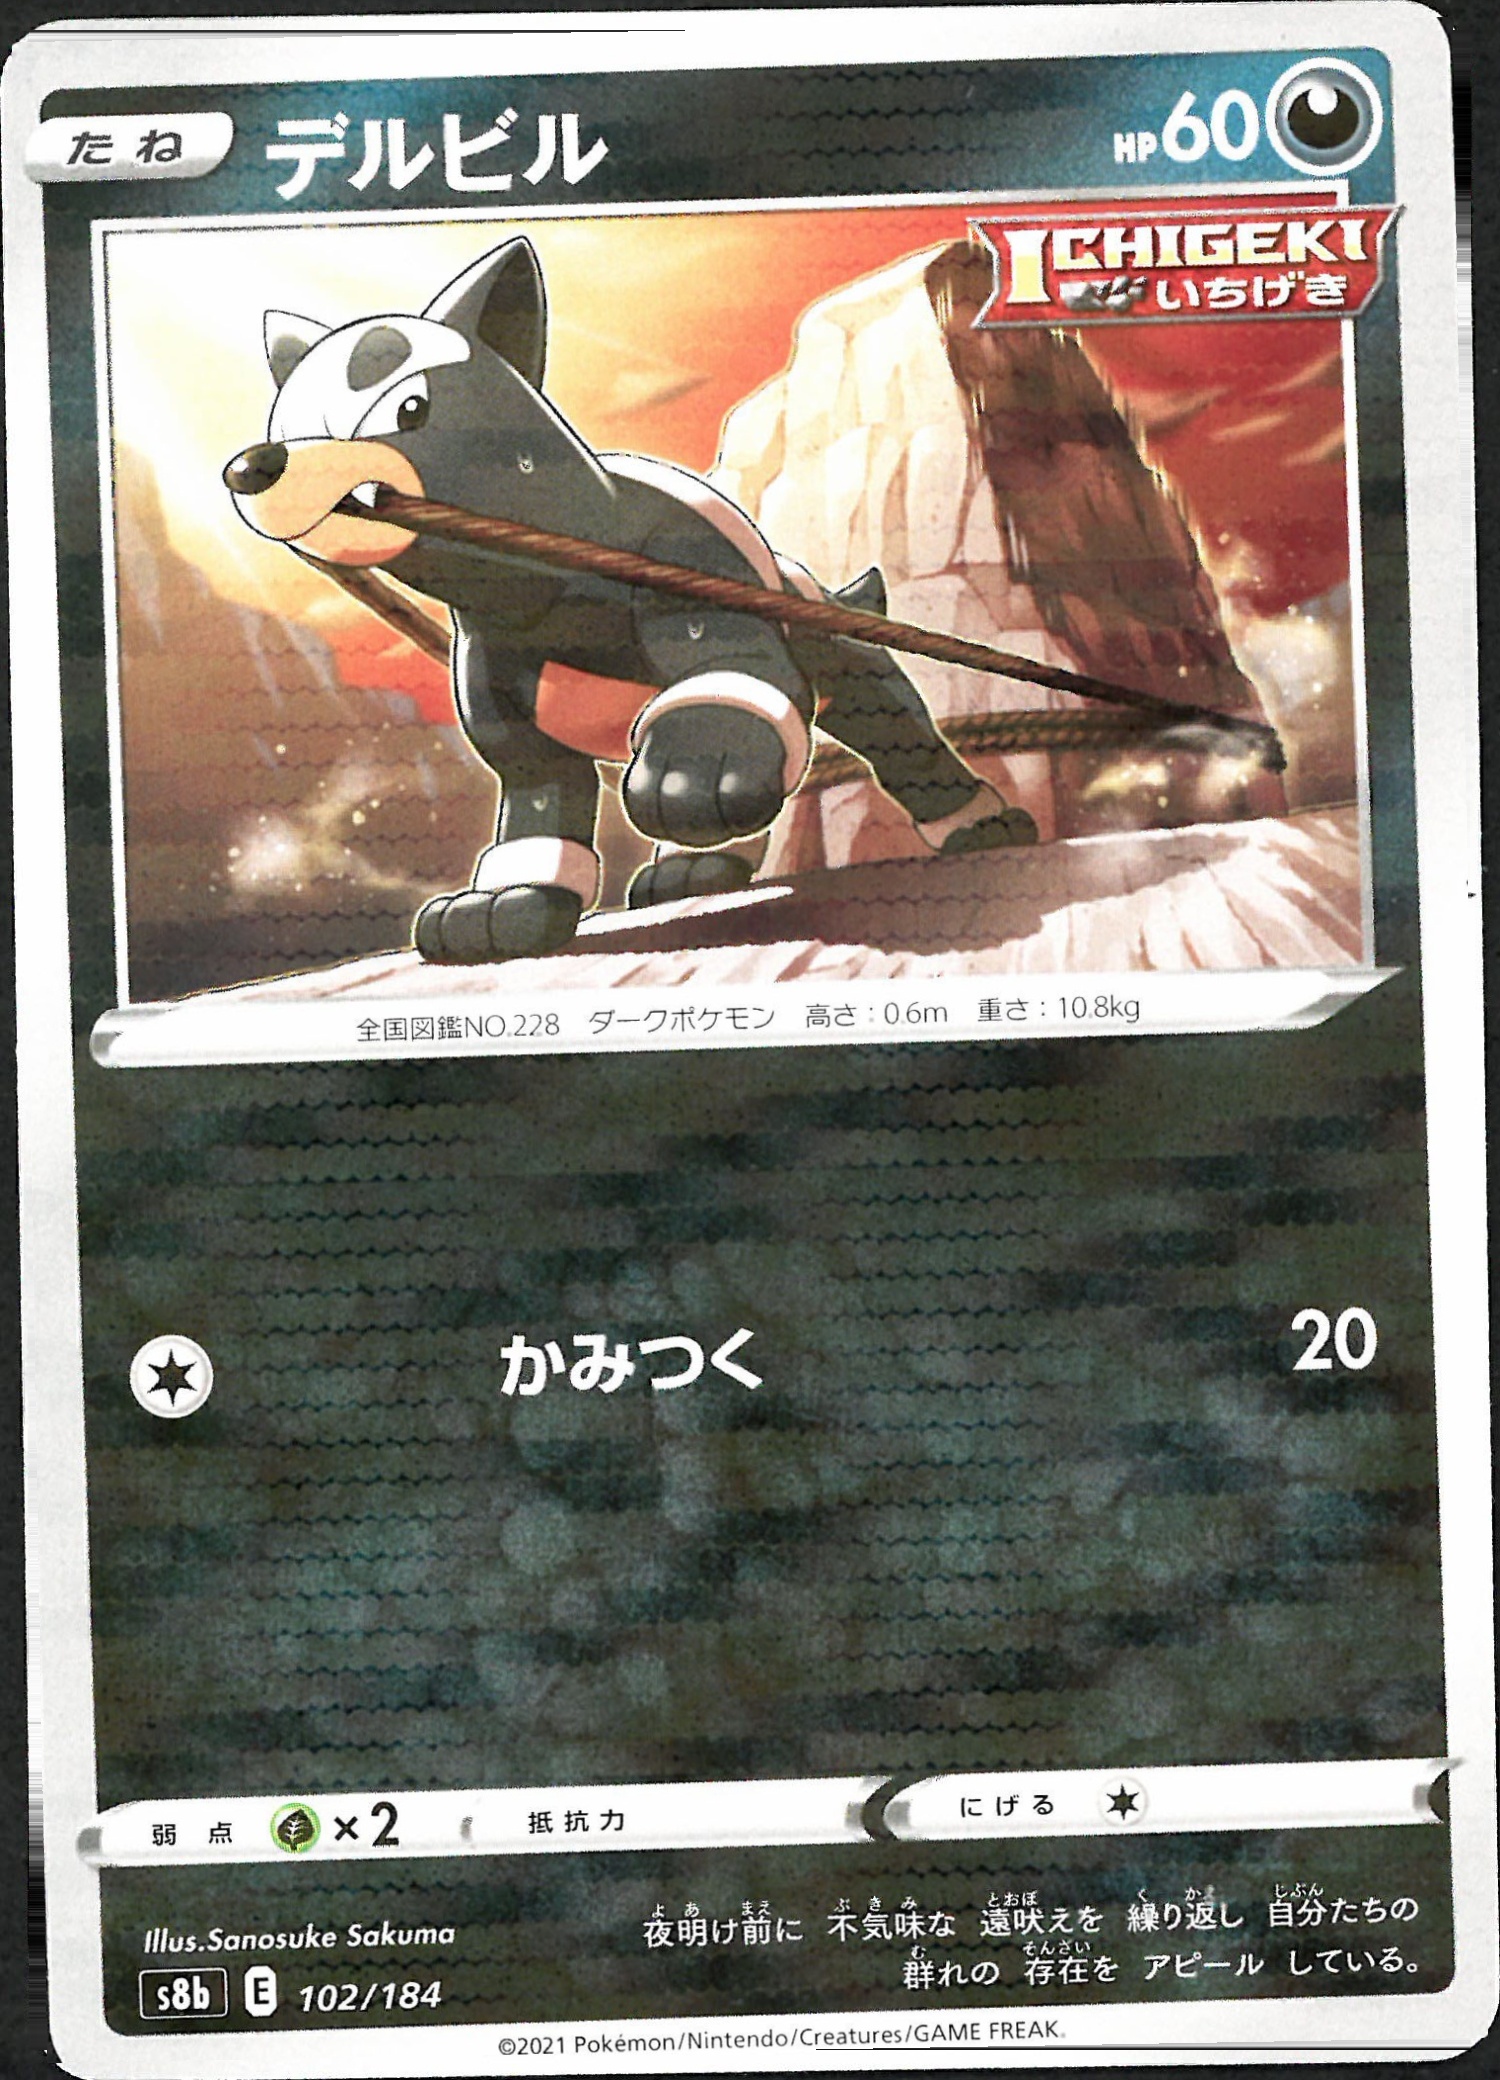 たね デルビル HP60
ICHIGEKI
いちげき
全国図鑑NO.228 ダークポケモン 高さ:0.6m 重さ:10.8kg
かみつく 20
弱点 ×2 抵抗力 にげる
Illus.Sanosuke Sakuma
夜明け前に 不気味な 遠吠えを 繰り返し 自分たちの
群れの 存在を アピール している。
s8b E 102/184
©2021 Pokémon/Nintendo/Creatures/GAME FREAK.